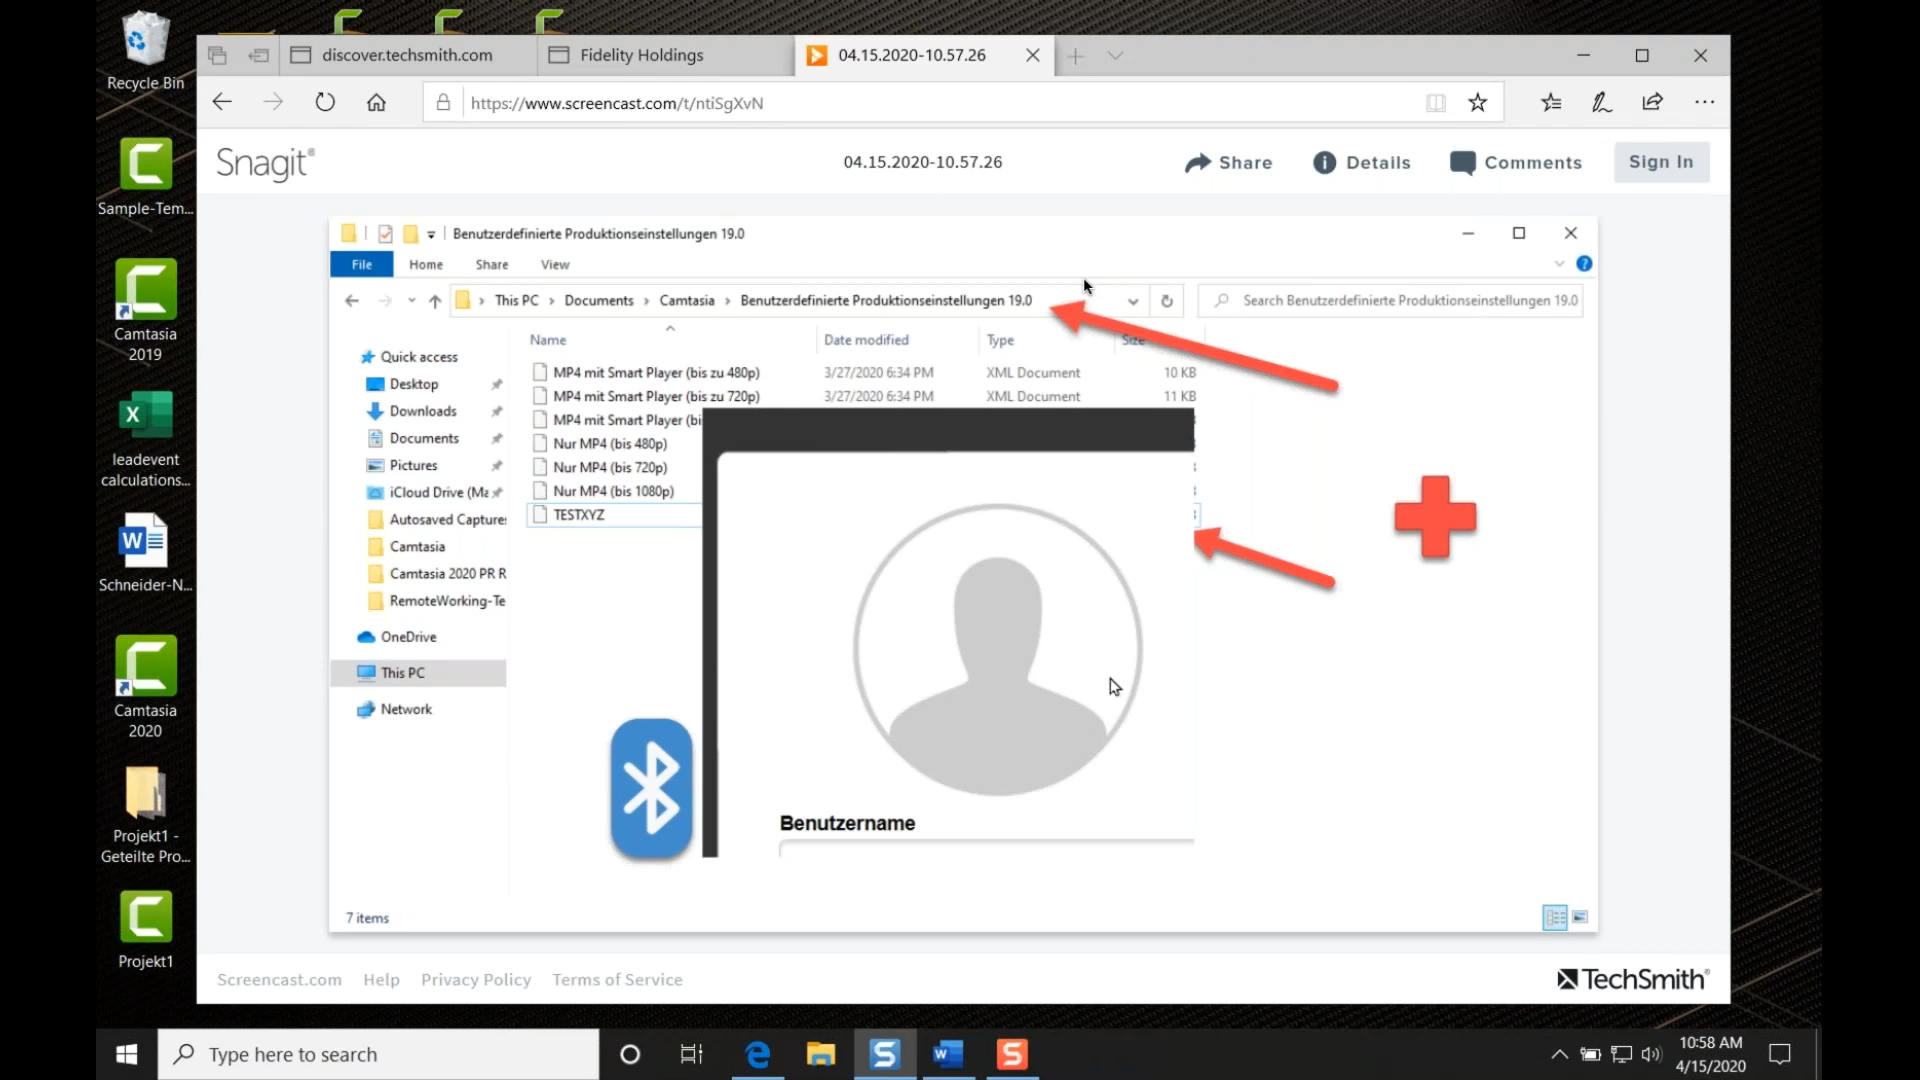 Recycle Bin
Sample-Tem...
Camtasia
2019
leadevent
calculations...
Schneider-N...
Camtasia
2020
Projekt1 -
Geteilte Pro...
Projekt1
discover.techsmith.com
Fidelity Holdings
04.15.2020-10.57.26
https://www.screencast.com/t/ntiSgXvN
Snagit®
04.15.2020-10.57.26
Share
Details
Comments
Sign In
Benutzerdefinierte Produktionseinstellungen 19.0
File Home Share View
This PC › Documents › Camtasia › Benutzerdefinierte Produktionseinstellungen 19.0
Search Benutzerdefinierte Produktionseinstellungen 19.0
Name Date modified Type Size
Quick access
Desktop
Downloads
Documents
Pictures
iCloud Drive (Ma
Autosaved Captures
Camtasia
Camtasia 2020 PR R
RemoteWorking-Te
OneDrive
This PC
Network
MP4 mit Smart Player (bis zu 480p) 3/27/2020 6:34 PM XML Document 10 KB
MP4 mit Smart Player (bis zu 720p) 3/27/2020 6:34 PM XML Document 11 KB
MP4 mit Smart Player (bi
Nur MP4 (bis 480p)
Nur MP4 (bis 720p)
Nur MP4 (bis 1080p)
TESTXYZ
Benutzername
7 items
Screencast.com Help Privacy Policy Terms of Service
TechSmith®
Type here to search
10:58 AM
4/15/2020